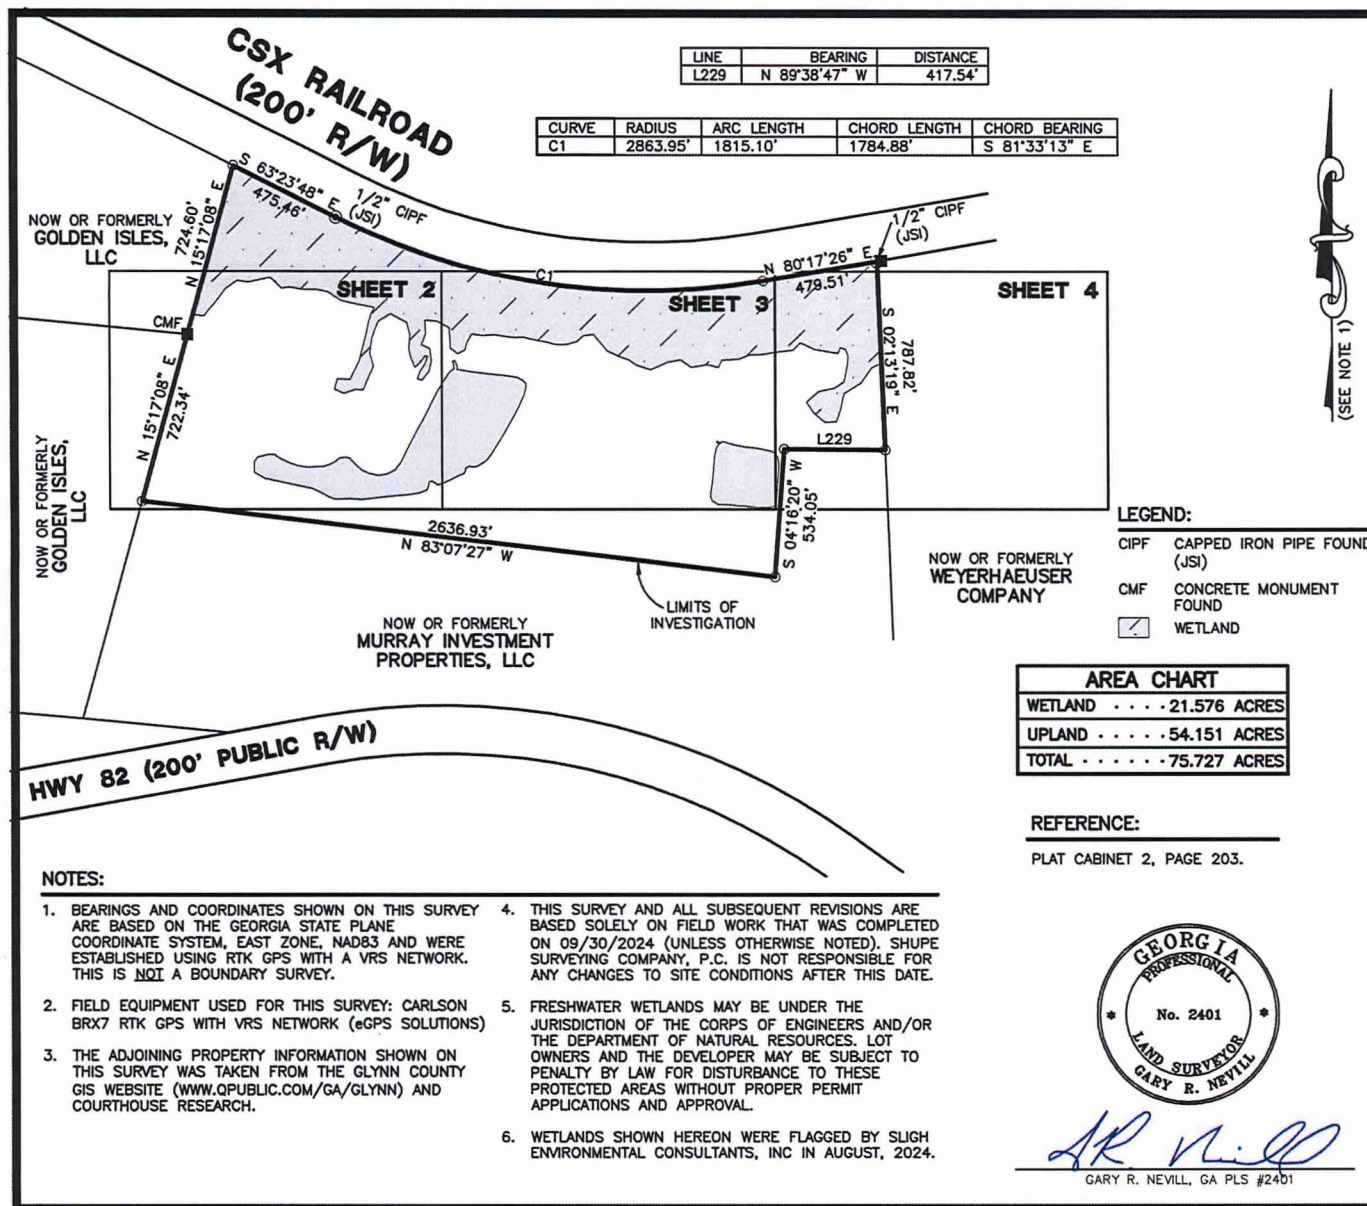 LINE BEARING DISTANCE
L229 N 89°38'47" W 417.54'
CURVE RADIUS ARC LENGTH CHORD LENGTH CHORD BEARING
C1 2863.95' 1815.10' 1784.88' S 81°33'13" E
CSX RAILROAD
(200' R/W)
S 63°23'48" E
475.46'
1/2" CIPF
(JSI)
1/2" CIPF
(JSI)
N 80°17'26" E
479.51'
C1
NOW OR FORMERLY
GOLDEN ISLES,
LLC
724.60'
N 15°17'08" E
SHEET 2
SHEET 3
SHEET 4
CMF
S 02°13'19" E
787.82'
(SEE NOTE 1)
N 15°17'08" E
722.34'
L229
NOW OR FORMERLY
GOLDEN ISLES,
LLC
S 04°16'20" W
534.05'
2636.93'
N 83°07'27" W
LIMITS OF
INVESTIGATION
NOW OR FORMERLY
WEYERHAEUSER
COMPANY
NOW OR FORMERLY
MURRAY INVESTMENT
PROPERTIES, LLC
LEGEND:
CIPF CAPPED IRON PIPE FOUND
(JSI)
CMF CONCRETE MONUMENT
FOUND
WETLAND
AREA CHART
WETLAND · · · · 21.576 ACRES
UPLAND · · · · · 54.151 ACRES
TOTAL · · · · · · 75.727 ACRES
HWY 82 (200' PUBLIC R/W)
REFERENCE:
PLAT CABINET 2, PAGE 203.
NOTES:
1. BEARINGS AND COORDINATES SHOWN ON THIS SURVEY
ARE BASED ON THE GEORGIA STATE PLANE
COORDINATE SYSTEM, EAST ZONE, NAD83 AND WERE
ESTABLISHED USING RTK GPS WITH A VRS NETWORK.
THIS IS NOT A BOUNDARY SURVEY.
2. FIELD EQUIPMENT USED FOR THIS SURVEY: CARLSON
BRX7 RTK GPS WITH VRS NETWORK (eGPS SOLUTIONS)
3. THE ADJOINING PROPERTY INFORMATION SHOWN ON
THIS SURVEY WAS TAKEN FROM THE GLYNN COUNTY
GIS WEBSITE (WWW.QPUBLIC.COM/GA/GLYNN) AND
COURTHOUSE RESEARCH.
4. THIS SURVEY AND ALL SUBSEQUENT REVISIONS ARE
BASED SOLELY ON FIELD WORK THAT WAS COMPLETED
ON 09/30/2024 (UNLESS OTHERWISE NOTED). SHUPE
SURVEYING COMPANY, P.C. IS NOT RESPONSIBLE FOR
ANY CHANGES TO SITE CONDITIONS AFTER THIS DATE.
5. FRESHWATER WETLANDS MAY BE UNDER THE
JURISDICTION OF THE CORPS OF ENGINEERS AND/OR
THE DEPARTMENT OF NATURAL RESOURCES. LOT
OWNERS AND THE DEVELOPER MAY BE SUBJECT TO
PENALTY BY LAW FOR DISTURBANCE TO THESE
PROTECTED AREAS WITHOUT PROPER PERMIT
APPLICATIONS AND APPROVAL.
6. WETLANDS SHOWN HEREON WERE FLAGGED BY SLIGH
ENVIRONMENTAL CONSULTANTS, INC IN AUGUST, 2024.
GEORGIA
PROFESSIONAL
* No. 2401 *
LAND SURVEYOR
GARY R. NEVILL
GARY R. NEVILL, GA PLS #2401